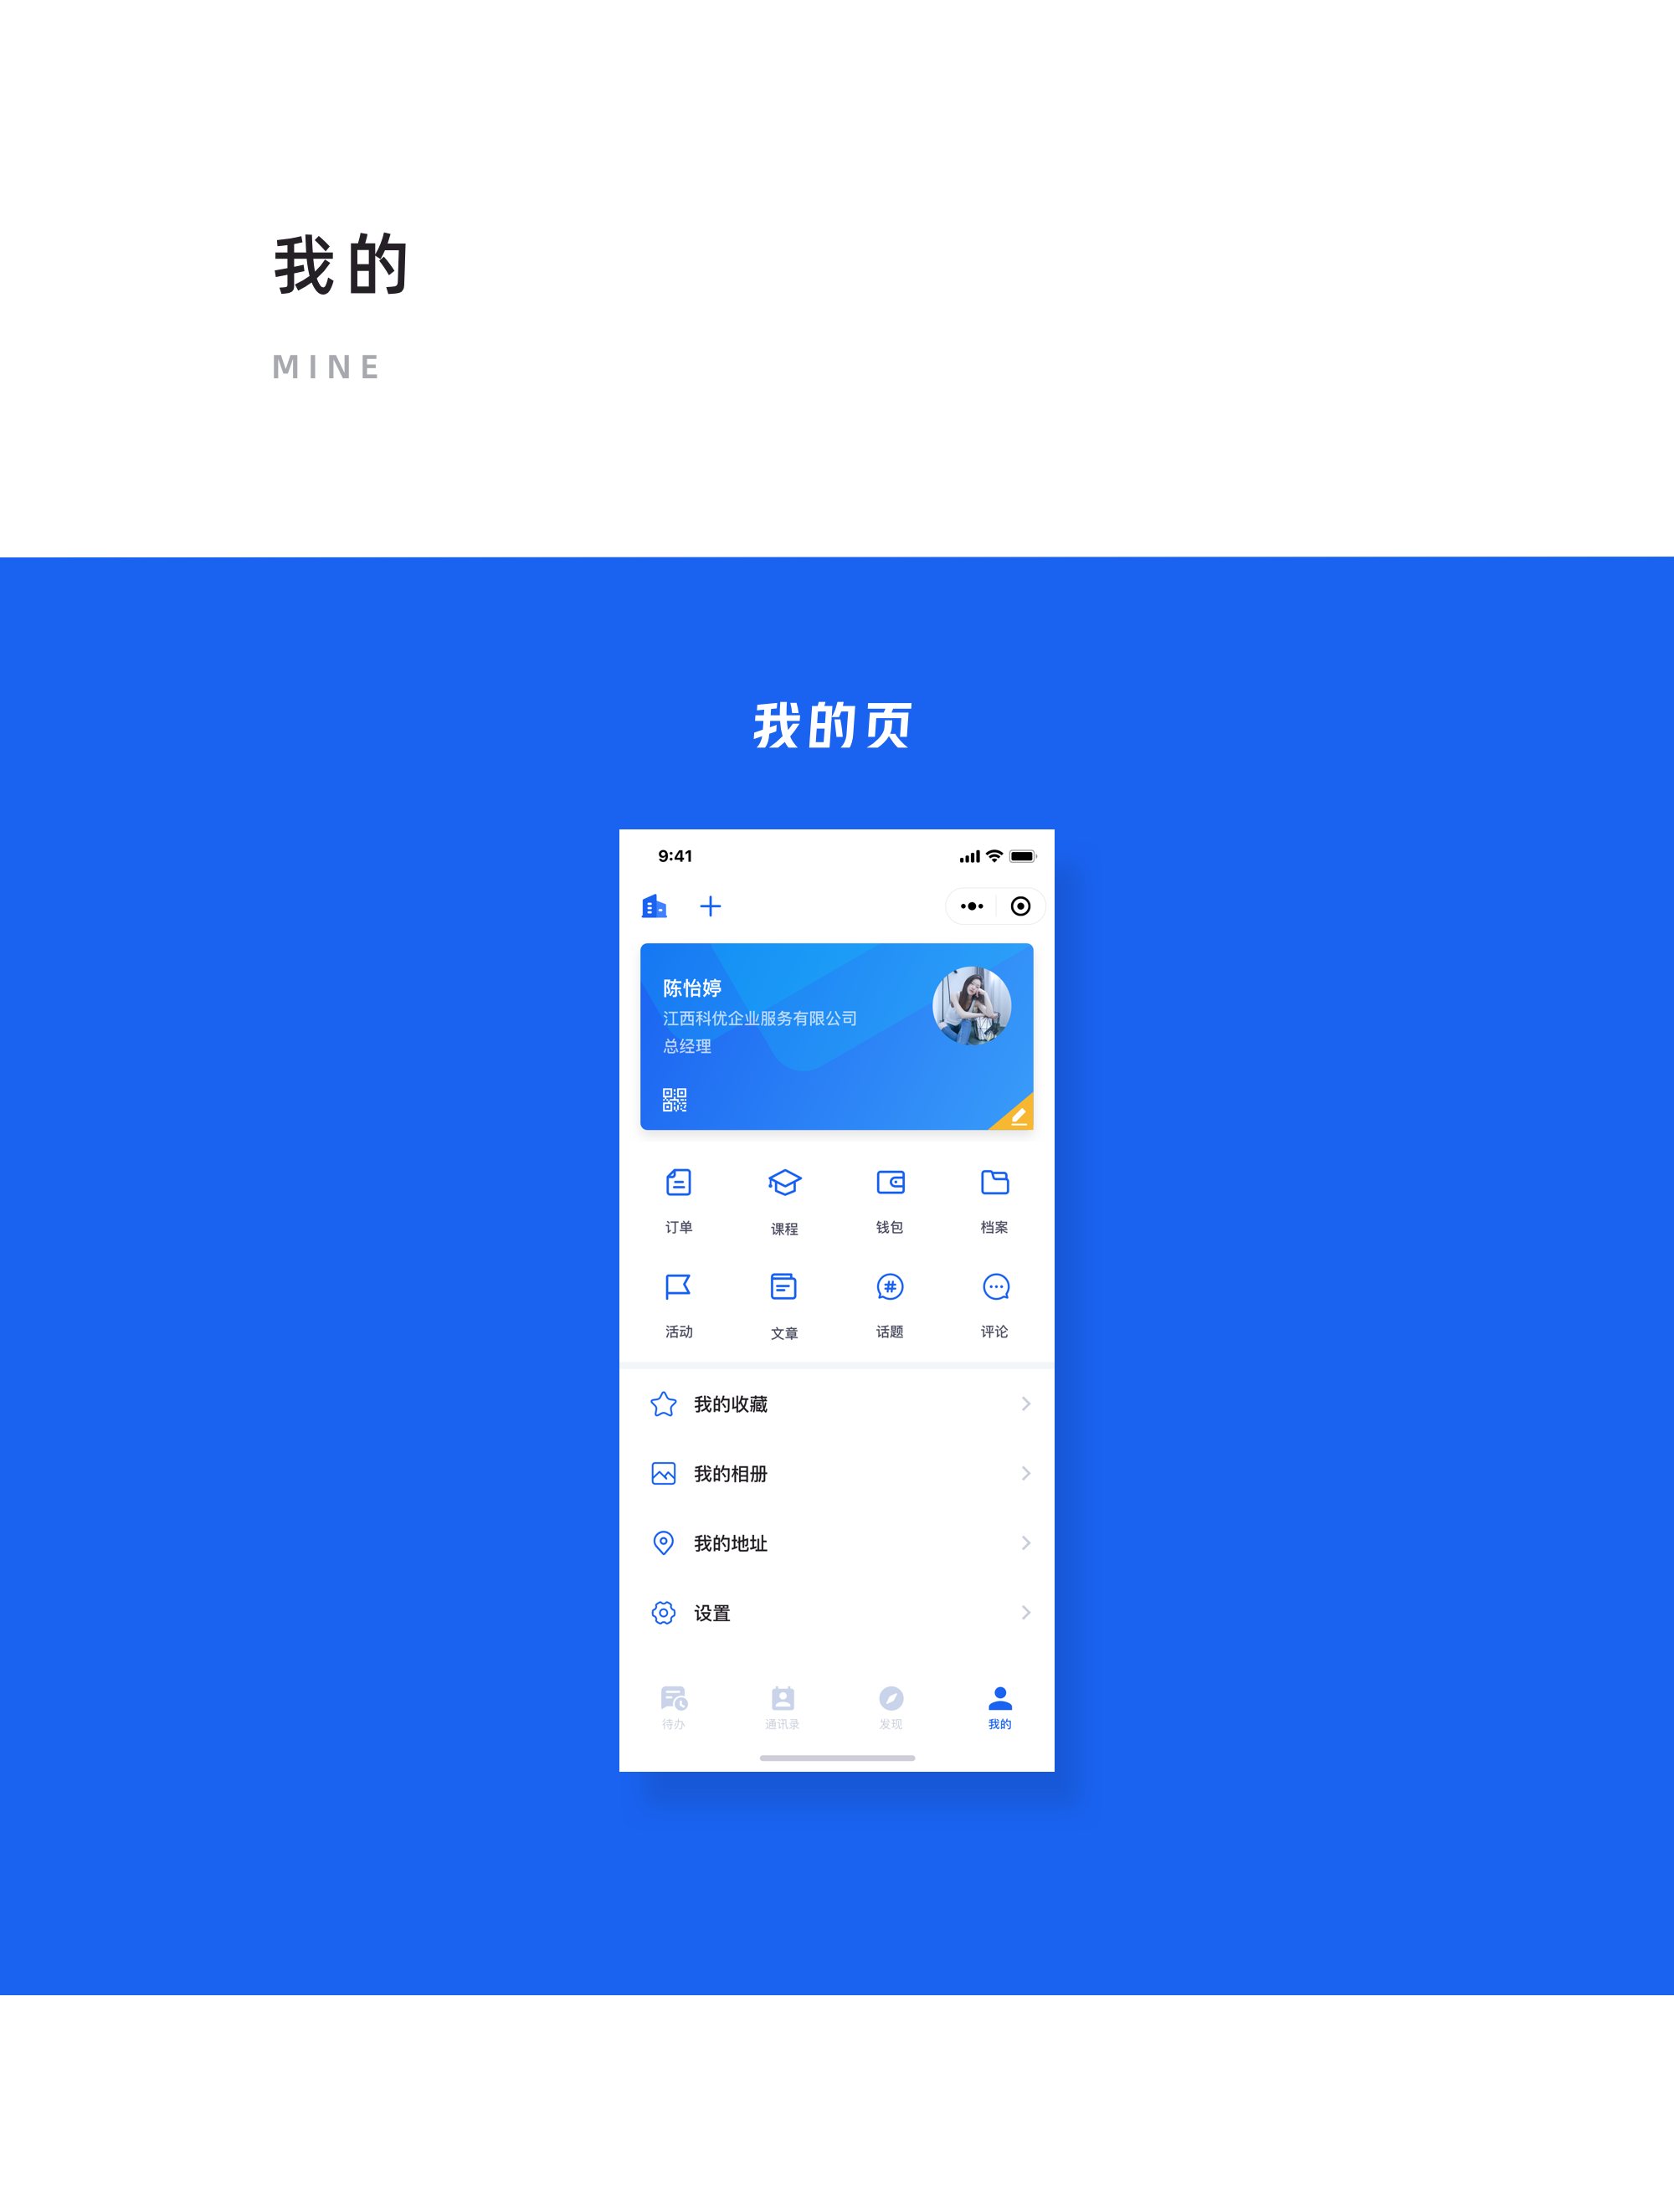 我的
MINE
我的页
9:41
陈怡婷
江西科优企业服务有限公司
总经理
订单 课程 钱包 档案
活动 文章 话题 评论
我的收藏
我的相册
我的地址
设置
待办 通讯录 发现 我的